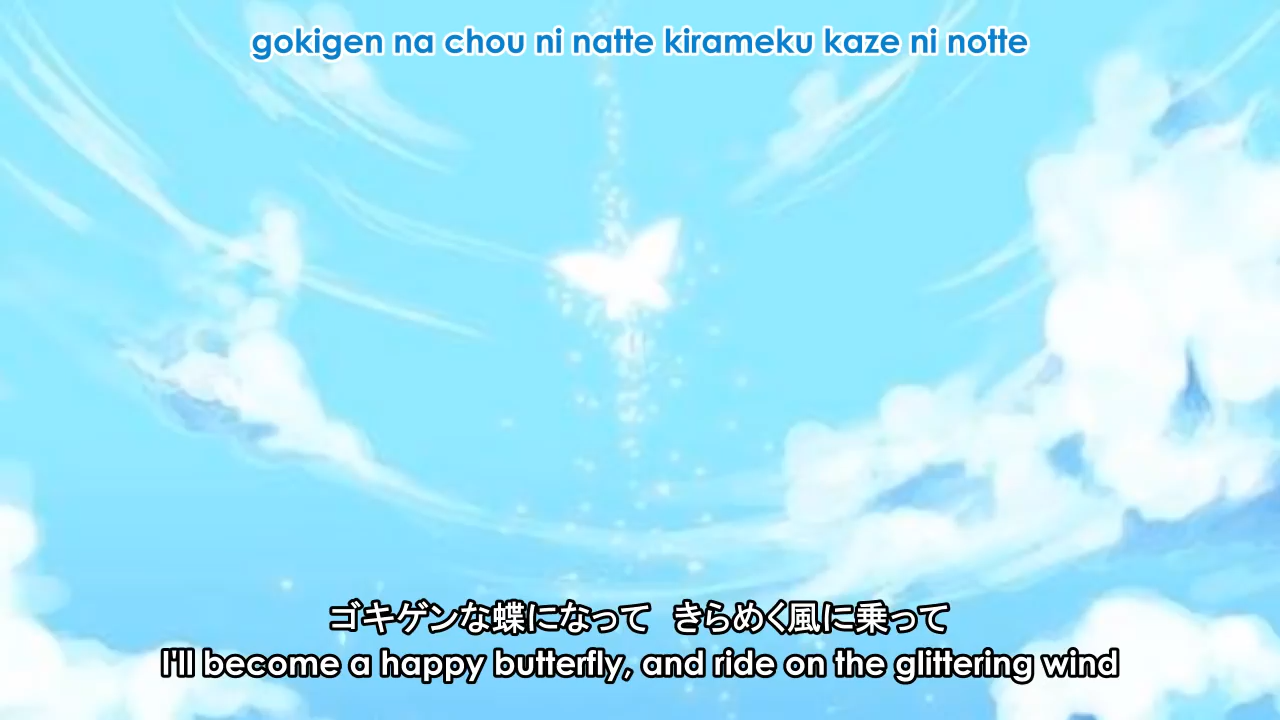 gokigen na chou ni natte kirameku kaze ni notte
ゴキゲンな蝶になって　きらめく風に乗って
I'll become a happy butterfly, and ride on the glittering wind